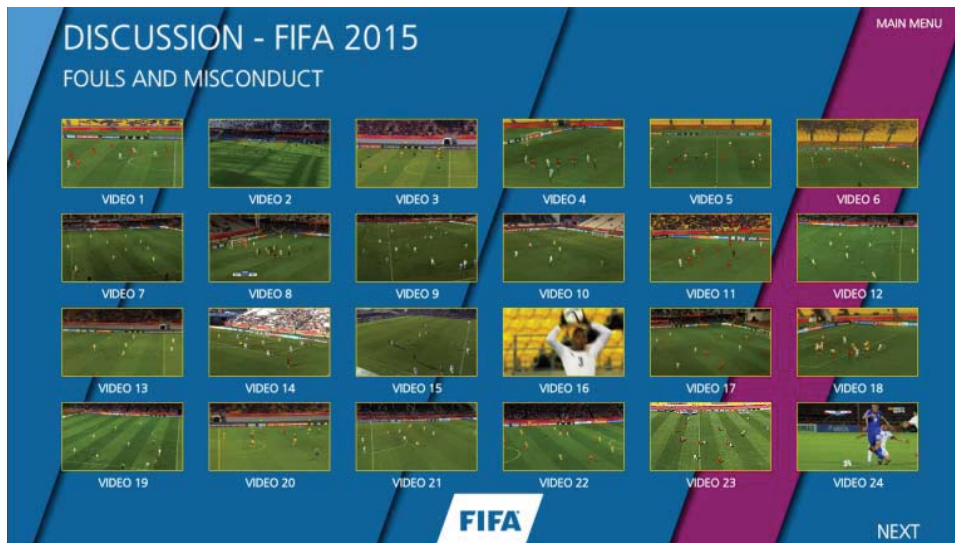 DISCUSSION - FIFA 2015
MAIN MENU
FOULS AND MISCONDUCT
VIDEO 1
VIDEO 2
VIDEO 3
VIDEO 4
VIDEO 5
VIDEO 6
VIDEO 7
VIDEO 8
VIDEO 9
VIDEO 10
VIDEO 11
VIDEO 12
VIDEO 13
VIDEO 14
VIDEO 15
3
VIDEO 16
VIDEO 17
VIDEO 18
VIDEO 19
VIDEO 20
VIDEO 21
VIDEO 22
VIDEO 23
VIDEO 24
FIFA
NEXT